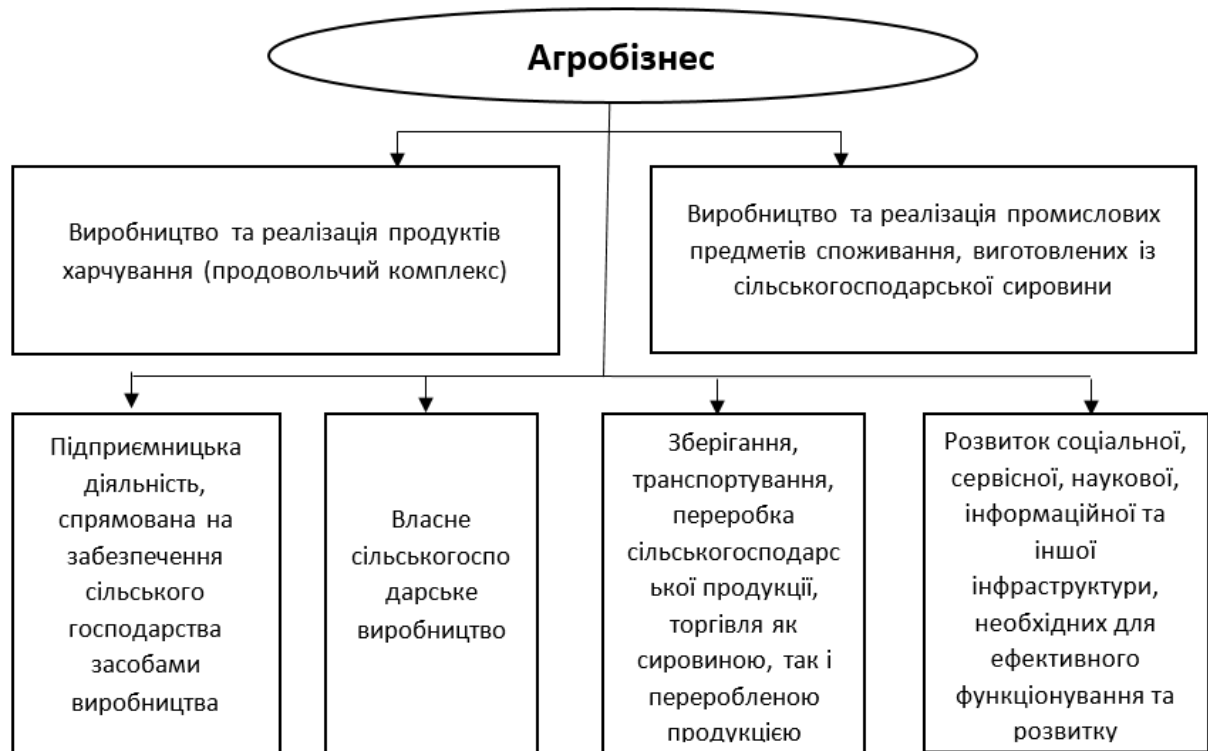 Агробізнес
Виробництво та реалізація продуктів
харчування (продовольчий комплекс)
Виробництво та реалізація промислових
предметів споживання, виготовлених із
сільськогосподарської сировини
Підприємницька
діяльність,
спрямована на
забезпечення
сільського
господарства
засобами
виробництва
Власне
сільськогоспо
дарське
виробництво
Зберігання,
транспортування,
переробка
сільськогосподарс
ької продукції,
торгівля як
сировиною, так і
переробленою
продукцією
Розвиток соціальної,
сервісної, наукової,
інформаційної та
іншої
інфраструктури,
необхідних для
ефективного
функціонування та
розвитку